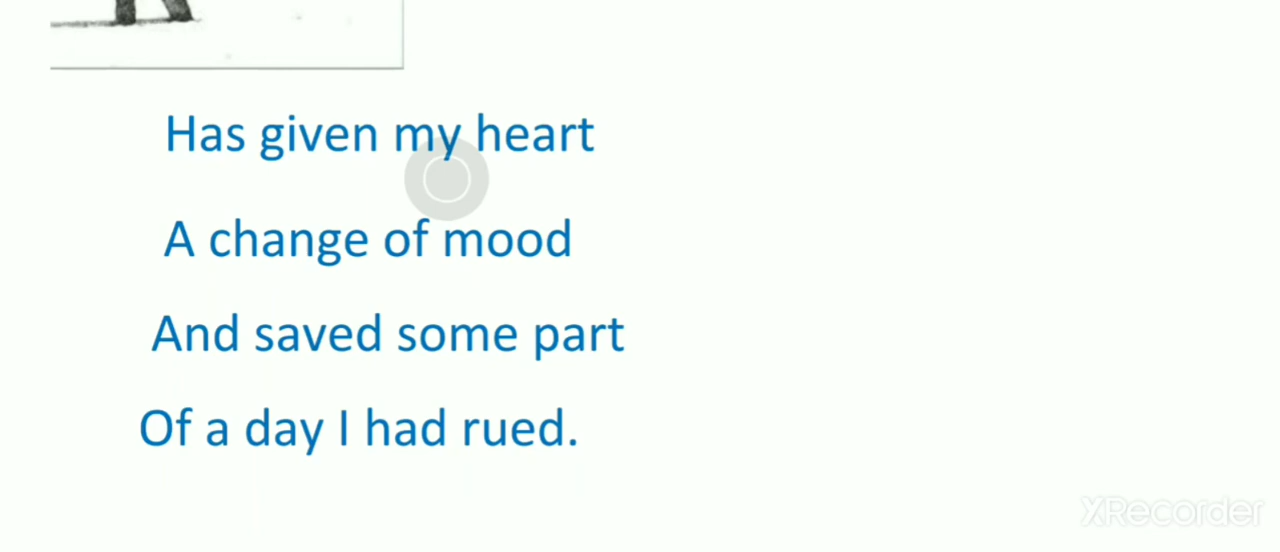 Has given my heart
A change of mood
And saved some part
Of a day I had rued.
XRecorder